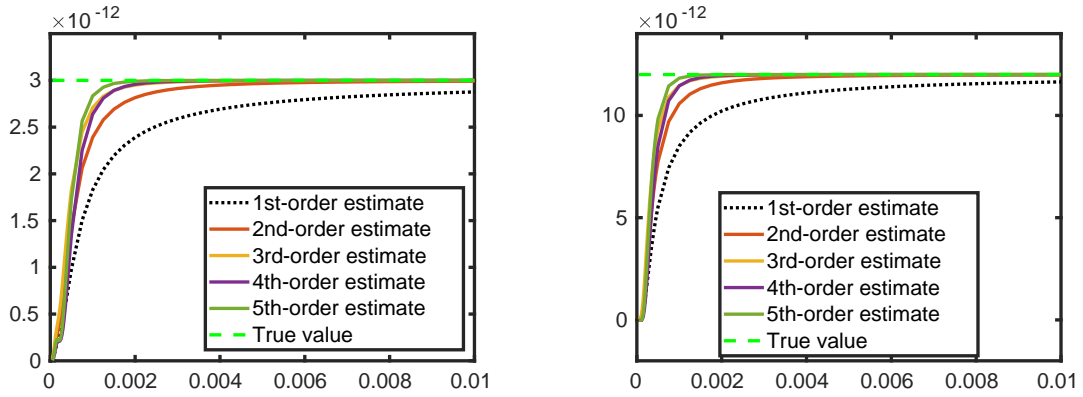 ×10⁻¹²
3
2.5
2
1.5
1
0.5
0
0 0.002 0.004 0.006 0.008 0.01
1st-order estimate
2nd-order estimate
3rd-order estimate
4th-order estimate
5th-order estimate
True value
×10⁻¹²
10
5
0
0 0.002 0.004 0.006 0.008 0.01
1st-order estimate
2nd-order estimate
3rd-order estimate
4th-order estimate
5th-order estimate
True value